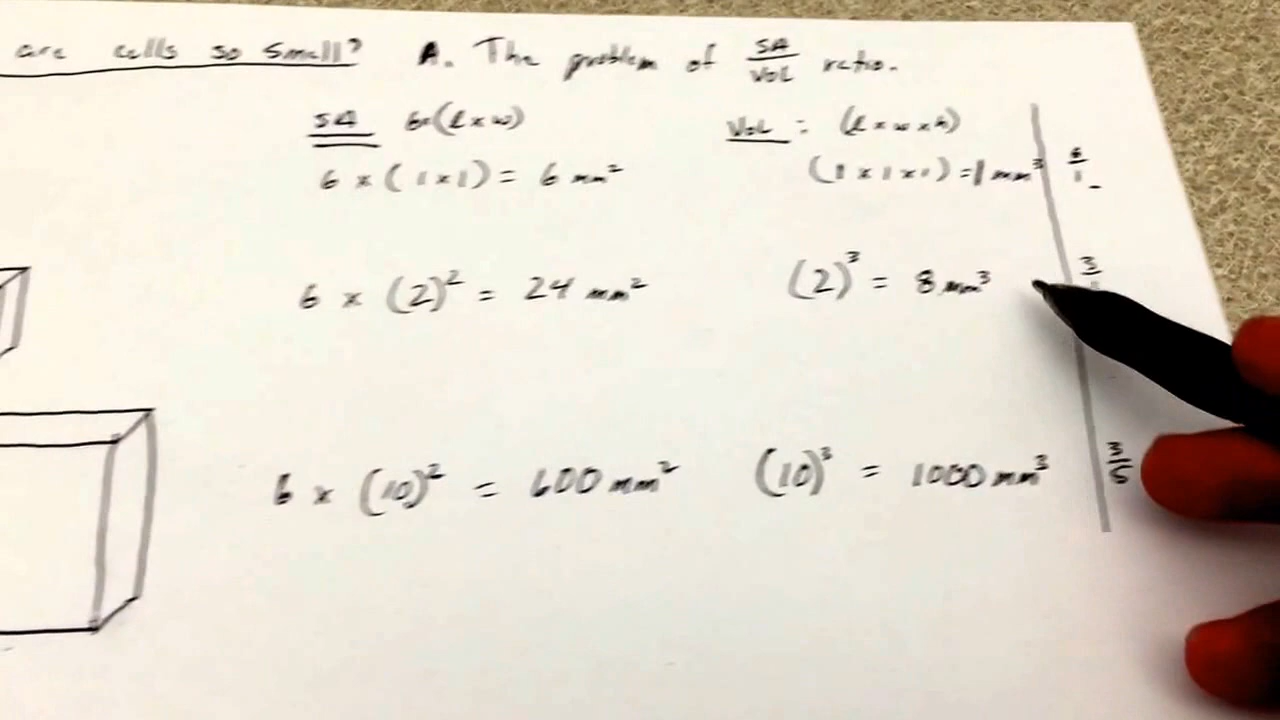 are cells so small? A. The problem of SA/VOL ratio.
SA 6×(l×w) VOL : (l×w×h)
6 × (1×1) = 6 mm² (1×1×1) = 1 mm³ 6/1
6 × (2)² = 24 mm² (2)³ = 8 mm³ 3/
6 × (10)² = 600 mm² (10)³ = 1000 mm³ 3/5